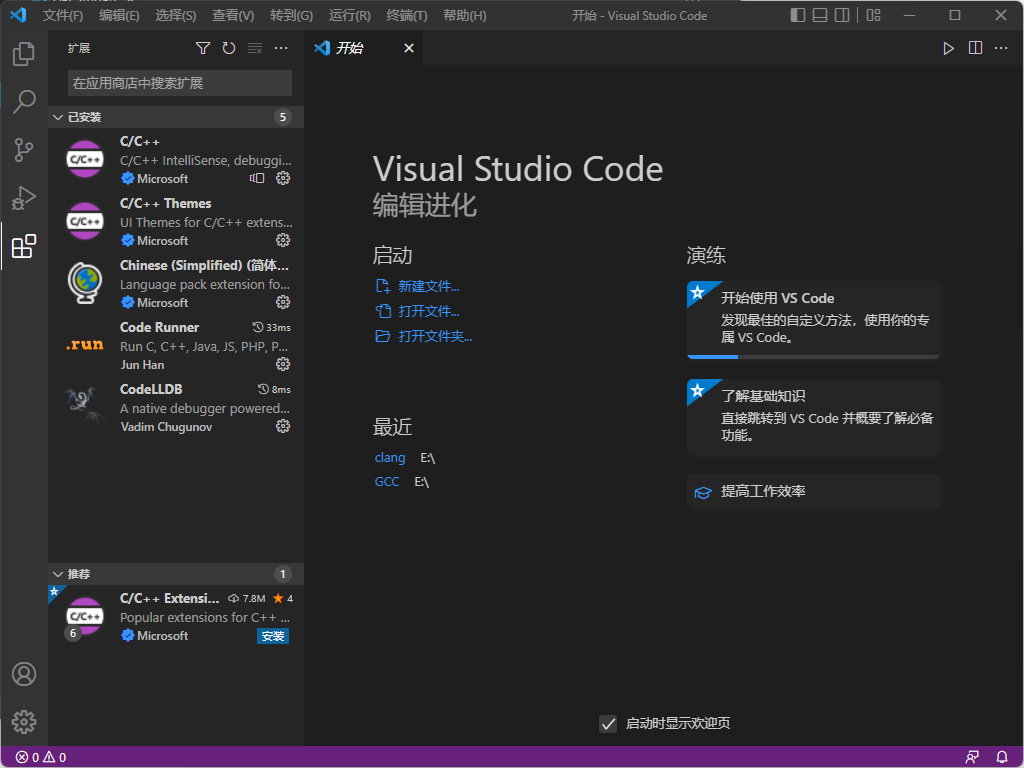 文件(F) 编辑(E) 选择(S) 查看(V) 转到(G) 运行(R) 终端(T) 帮助(H) 开始 - Visual Studio Code
扩展
在应用商店中搜索扩展
已安装 5
C/C++
C/C++
C/C++ IntelliSense, debuggi...
Microsoft
C/C++
C/C++ Themes
UI Themes for C/C++ extens...
Microsoft
Chinese (Simplified) (简体...
Language pack extension fo...
Microsoft
.run
Code Runner 33ms
Run C, C++, Java, JS, PHP, P...
Jun Han
CodeLLDB 8ms
A native debugger powered...
Vadim Chugunov
推荐 1
C/C++
6
C/C++ Extensi... 7.8M 4
Popular extensions for C++ ...
Microsoft 安装
开始
Visual Studio Code
编辑进化
启动
新建文件...
打开文件...
打开文件夹...
最近
clang E:\
GCC E:\
演练
开始使用 VS Code
发现最佳的自定义方法，使用你的专
属 VS Code。
了解基础知识
直接跳转到 VS Code 并概要了解必备
功能。
提高工作效率
启动时显示欢迎页
0 0